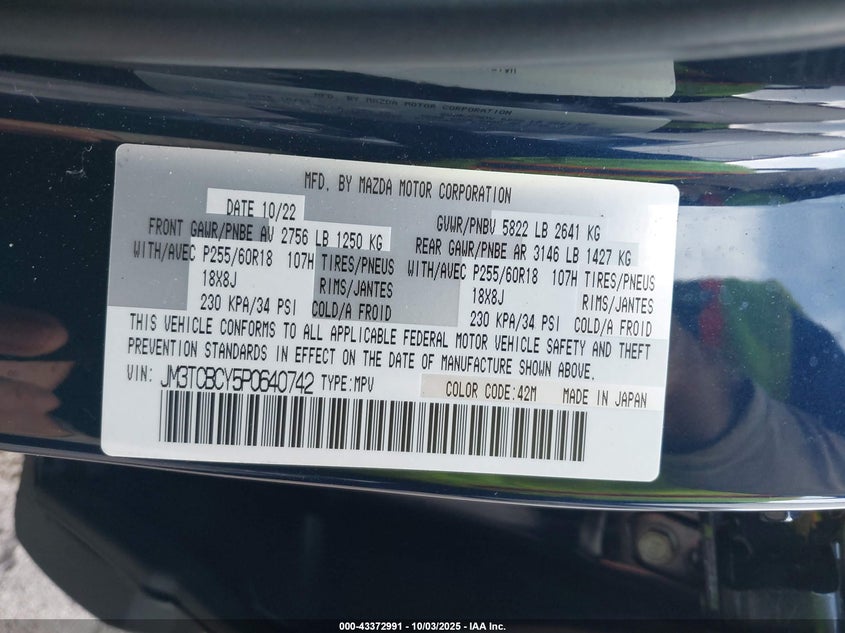 MFD. BY MAZDA MOTOR CORPORATION
MFD. BY MAZDA MOTOR CORPORATION
DATE 10/22
GVWR/PNBV 5822 LB 2641 KG
FRONT GAWR/PNBE AV 2756 LB 1250 KG
REAR GAWR/PNBE AR 3146 LB 1427 KG
WITH/AVEC P255/60R18 107H TIRES/PNEUS
WITH/AVEC P255/60R18 107H TIRES/PNEUS
18X8J RIMS/JANTES
18X8J RIMS/JANTES
230 KPA/34 PSI COLD/A FROID
230 KPA/34 PSI COLD/A FROID
THIS VEHICLE CONFORMS TO ALL APPLICABLE FEDERAL MOTOR VEHICLE SAFETY AND THEFT
PREVENTION STANDARDS IN EFFECT ON THE DATE OF MANUFACTURE SHOWN ABOVE.
VIN: JM3TCBCY5P0640742 TYPE:MPV COLOR CODE:42M MADE IN JAPAN
000-43372991 - 10/03/2025 - IAA Inc.